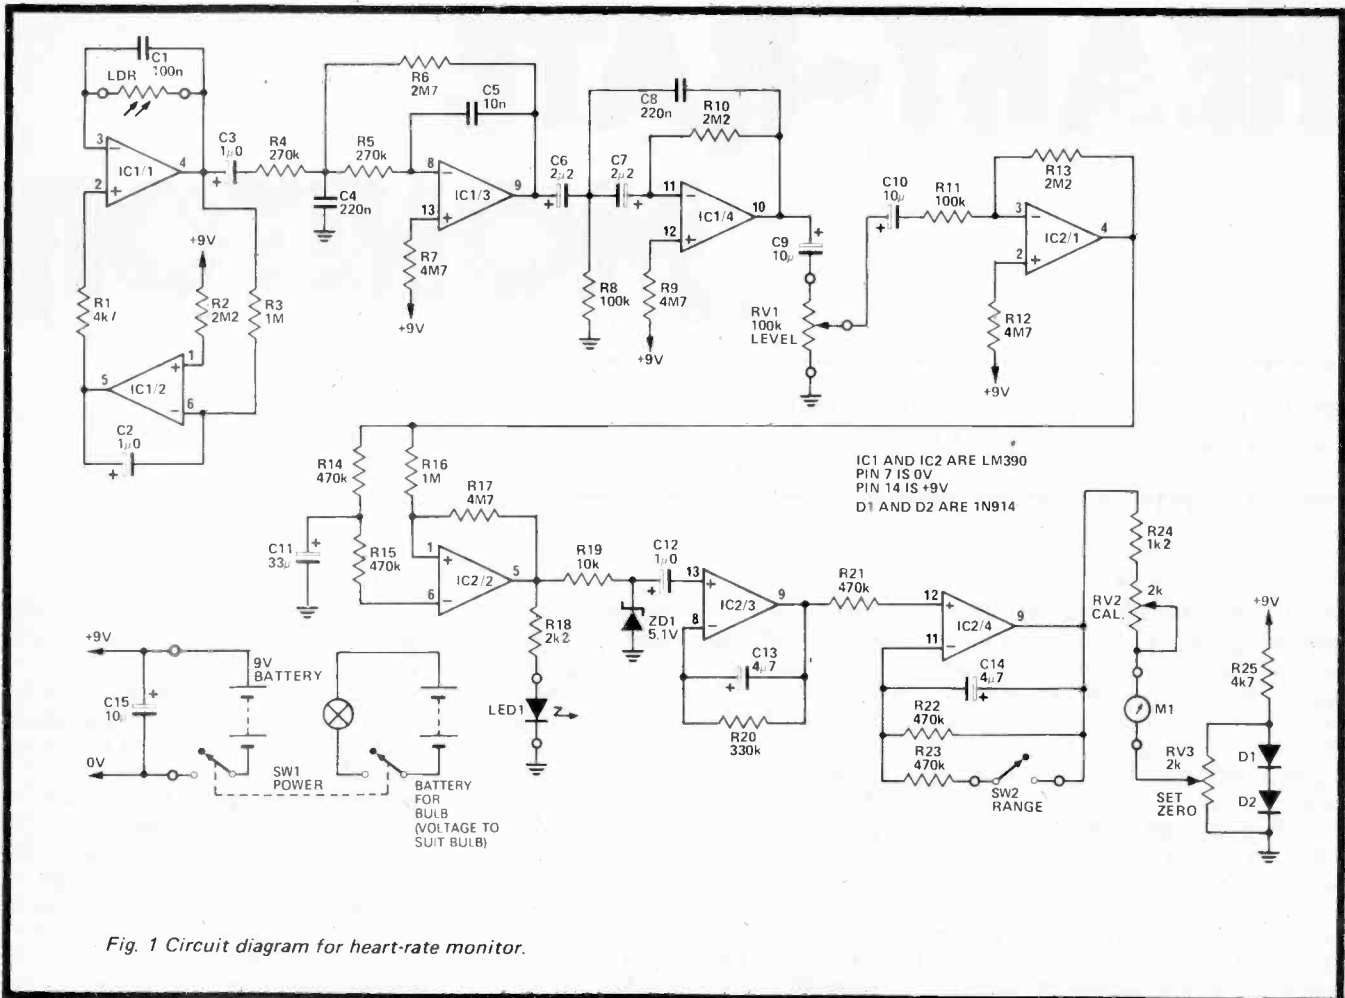 C1
100n
LDR
3
2
4
IC1/1
C3
1µ0
R4
270k
R5
270k
R6
2M7
C5
10n
C4
220n
8
13
9
IC1/3
R7
4M7
+9V
C6
2µ2
C7
2µ2
C8
220n
R10
2M2
11
12
10
IC1/4
R8
100k
R9
4M7
+9V
C9
10µ
RV1
100k
LEVEL
C10
10µ
R11
100k
R13
2M2
3
2
4
IC2/1
R12
4M7
+9V
+9V
R1
R2
2M2
R3
1M
5
1
6
IC1/2
C2
1µ0
R14
470k
R16
1M
R17
4M7
C11
33µ
R15
470k
1
6
5
IC2/2
R19
10k
C12
1µ0
13
8
9
IC2/3
R18
2k2
ZD1
5.1V
C13
4µ7
R20
330k
LED1
R21
470k
12
11
9
IC2/4
C14
4µ7
R22
470k
R23
470k
SW2
RANGE
IC1 AND IC2 ARE LM390
PIN 7 IS 0V
PIN 14 IS +9V
D1 AND D2 ARE 1N914
R24
1k2
RV2
CAL.
2k
M1
RV3
2k
SET
ZERO
+9V
R25
4k7
D1
D2
+9V
9V
BATTERY
C15
10µ
0V
SW1
POWER
BATTERY
FOR
BULB
(VOLTAGE TO
SUIT BULB)
Fig. 1 Circuit diagram for heart-rate monitor.